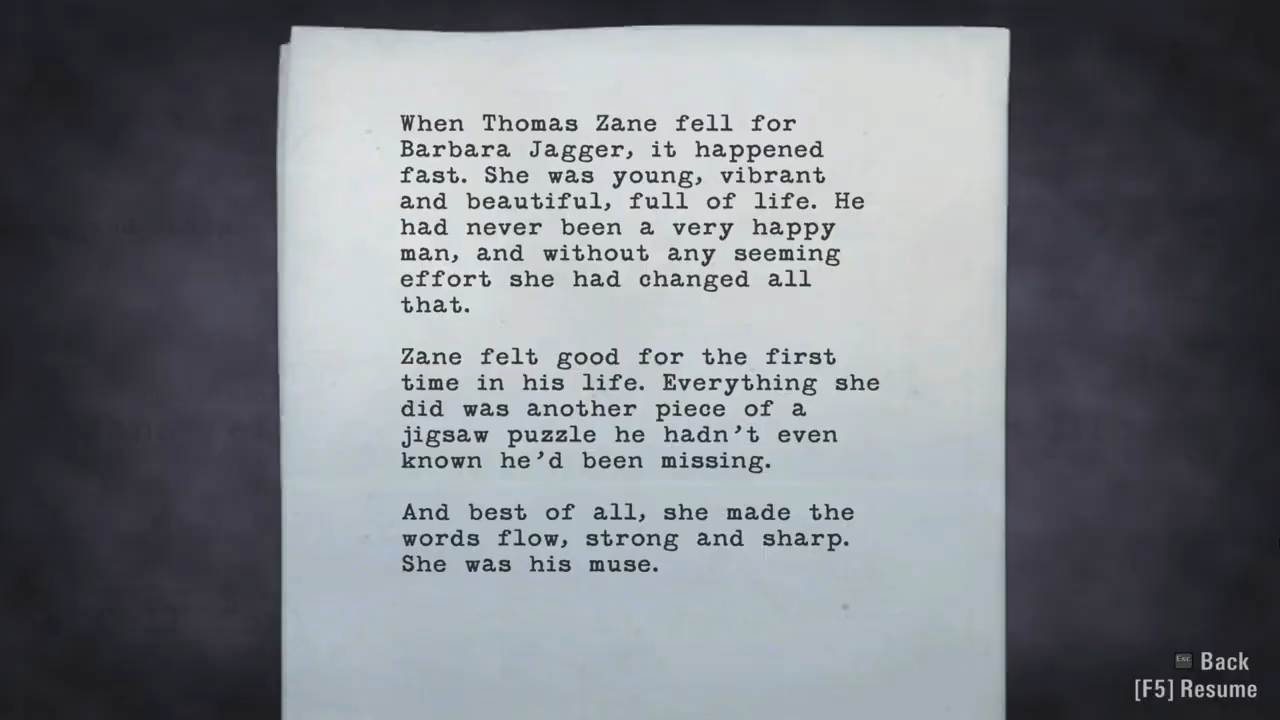 When Thomas Zane fell for
Barbara Jagger, it happened
fast. She was young, vibrant
and beautiful, full of life. He
had never been a very happy
man, and without any seeming
effort she had changed all
that.
Zane felt good for the first
time in his life. Everything she
did was another piece of a
jigsaw puzzle he hadn't even
known he'd been missing.
And best of all, she made the
words flow, strong and sharp.
She was his muse.
Esc Back
[F5] Resume